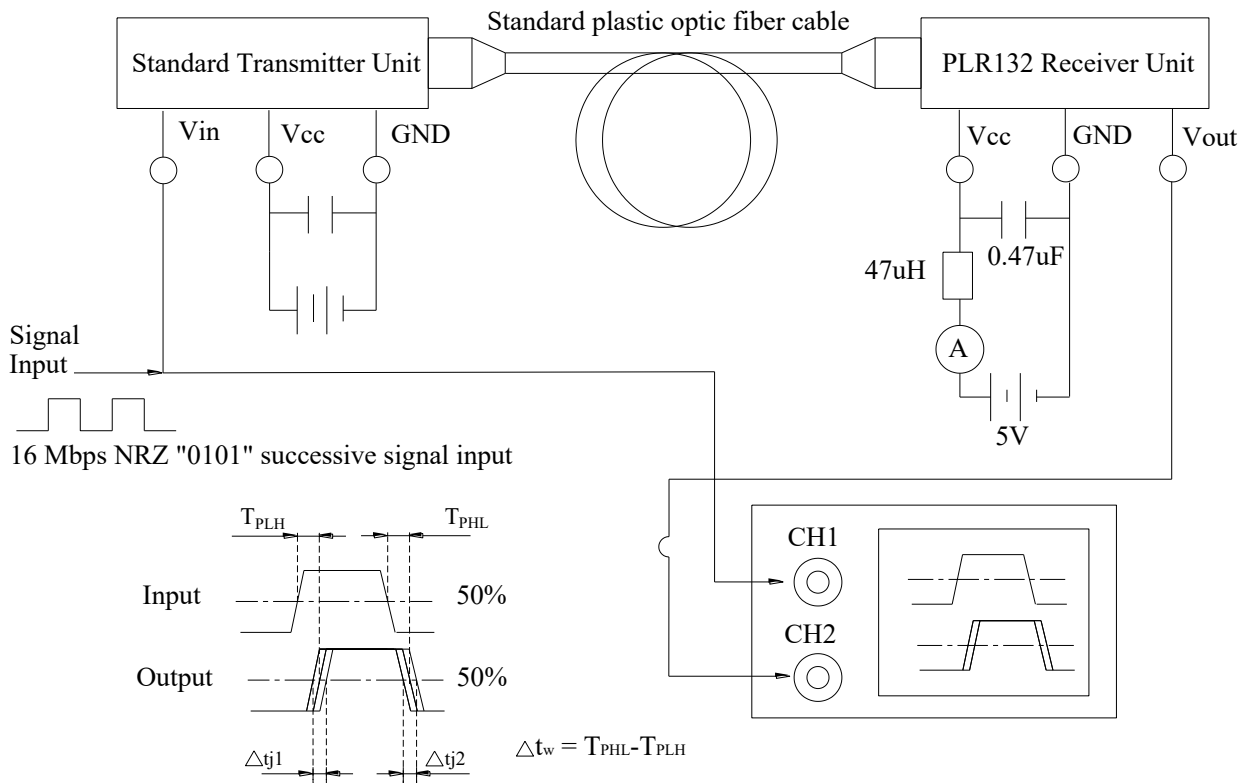 Standard plastic optic fiber cable
Standard Transmitter Unit
PLR132 Receiver Unit
Vin
Vcc
GND
Vcc
GND
Vout
47uH
0.47uF
A
5V
Signal
Input
16 Mbps NRZ "0101" successive signal input
TPLH
TPHL
Input
50%
Output
50%
△tj1
△tj2
△tw = TPHL-TPLH
CH1
CH2